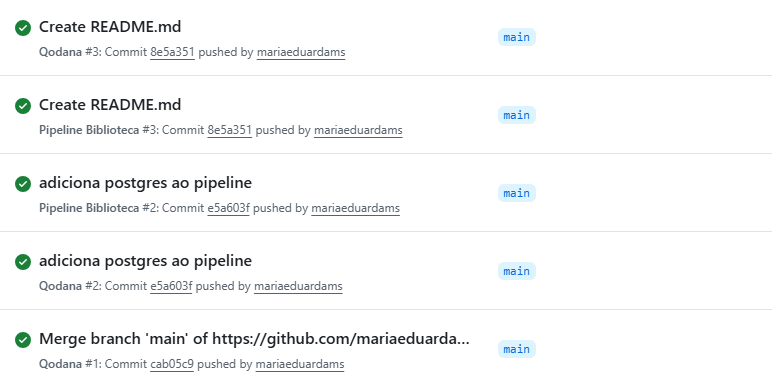 Create README.md
main
Qodana #3: Commit 8e5a351 pushed by mariaeduardams
Create README.md
main
Pipeline Biblioteca #3: Commit 8e5a351 pushed by mariaeduardams
adiciona postgres ao pipeline
main
Pipeline Biblioteca #2: Commit e5a603f pushed by mariaeduardams
adiciona postgres ao pipeline
main
Qodana #2: Commit e5a603f pushed by mariaeduardams
Merge branch 'main' of https://github.com/mariaeduarda...
main
Qodana #1: Commit cab05c9 pushed by mariaeduardams